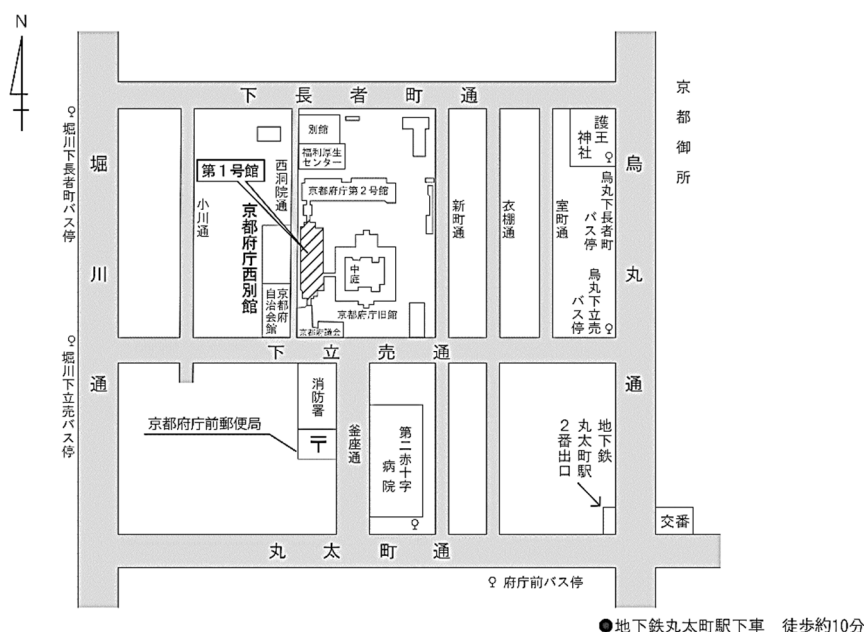 N
下長者町通
京都御所
堀川下長者町バス停
堀川通
小川通
西洞院通
別館
福利厚生
センター
第1号館
京都府庁第2号館
京都府庁西別館
中庭
京都府庁旧館
京都府
自治会館
京都府議会
新町通
衣棚通
室町通
護王
神社
烏丸下長者町
バス停
烏丸下立売
バス停
烏丸通
下立売通
堀川下立売バス停
消防署
京都府庁前郵便局
〒
釜座通
第二赤十字
病院
地下鉄
丸太町駅
2番出口
交番
丸太町通
府庁前バス停
●地下鉄丸太町駅下車 徒歩約10分